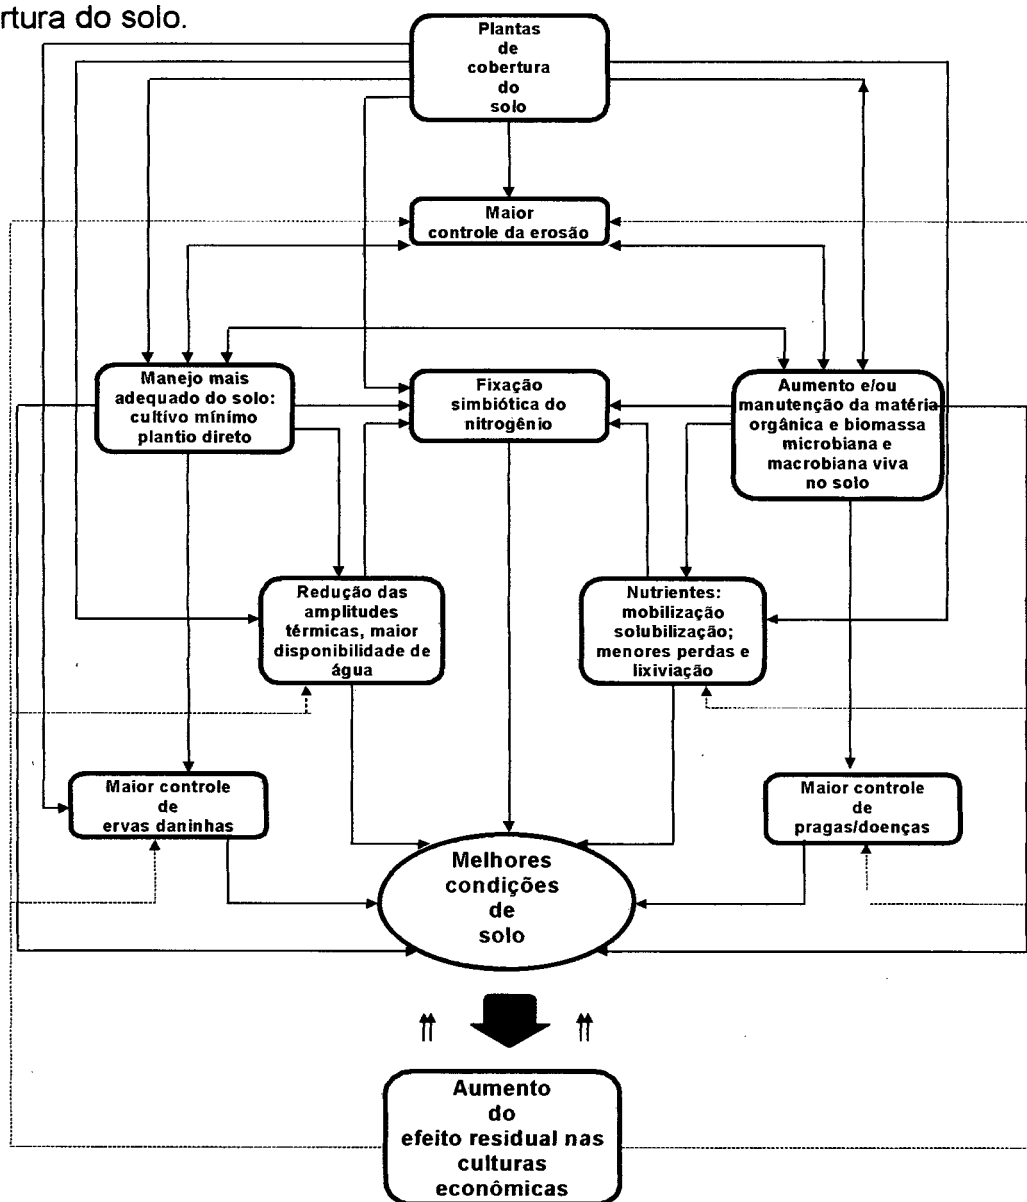 rtura do solo.
Plantas
de
cobertura
do
solo
Maior
controle da erosão
Manejo mais
adequado do solo:
cultivo mínimo
plantio direto
Fixação
simbiótica do
nitrogênio
Aumento e/ou
manutenção da matéria
orgânica e biomassa
microbiana e
macrobiana viva
no solo
Redução das
amplitudes
térmicas, maior
disponibilidade de
água
Nutrientes:
mobilização
solubilização;
menores perdas e
lixiviação
Maior controle
de
ervas daninhas
Maior controle
de
pragas/doenças
Melhores
condições
de
solo
Aumento
do
efeito residual nas
culturas
econômicas